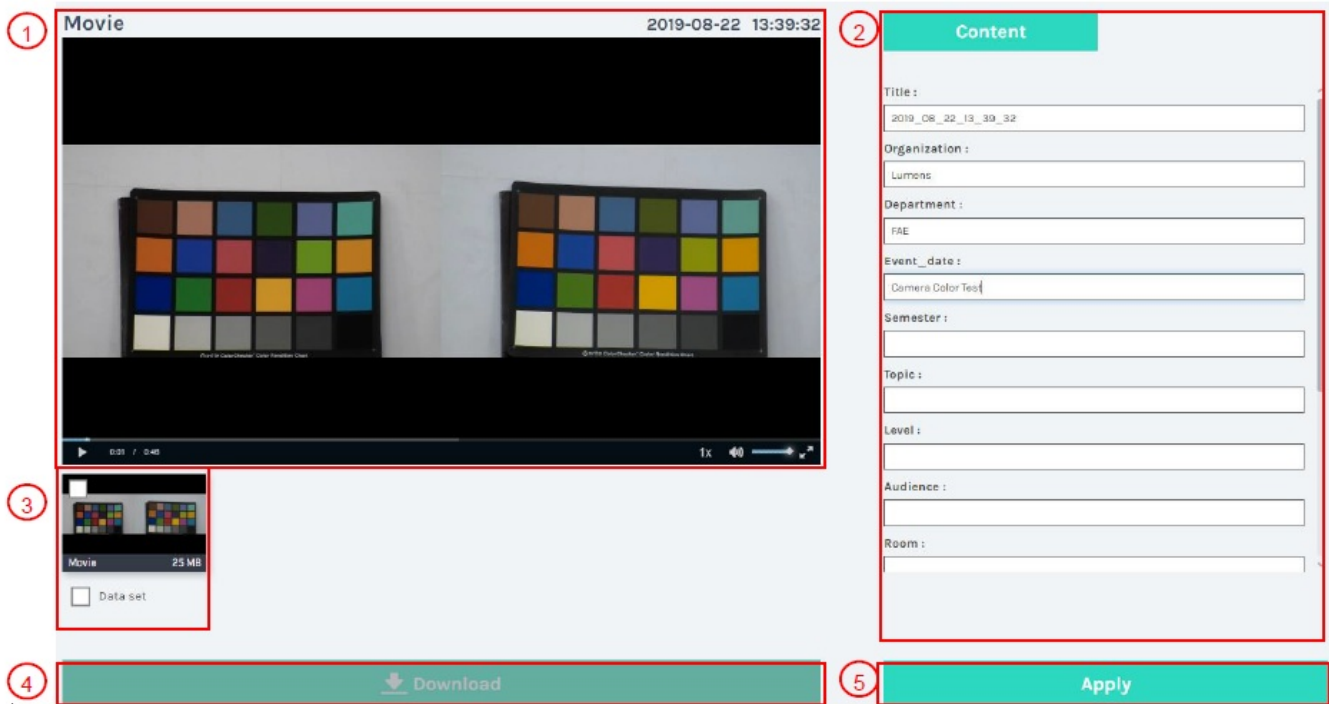 1
Movie 2019-08-22 13:39:32
0:01 / 0:46
1x
2
Content
Title :
2019_08_22_13_39_32
Organization :
Lumens
Department :
FAE
Event_date :
Camera Color Test
Semester :
Topic :
Level :
Audience :
Room :
3
Movie 25 MB
Data set
4
Download
5
Apply